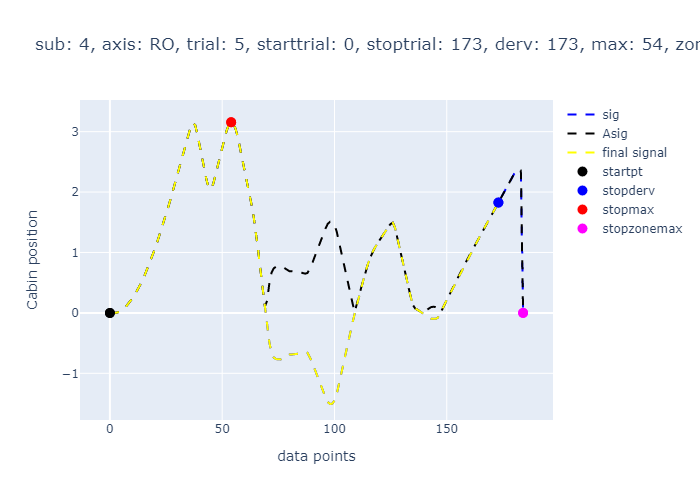 sub: 4, axis: RO, trial: 5, starttrial: 0, stoptrial: 173, derv: 173, max: 54, zor
sig
Asig
final signal
startpt
stopderv
stopmax
stopzonemax
3
2
1
0
−1
Cabin position
0
50
100
150
data points